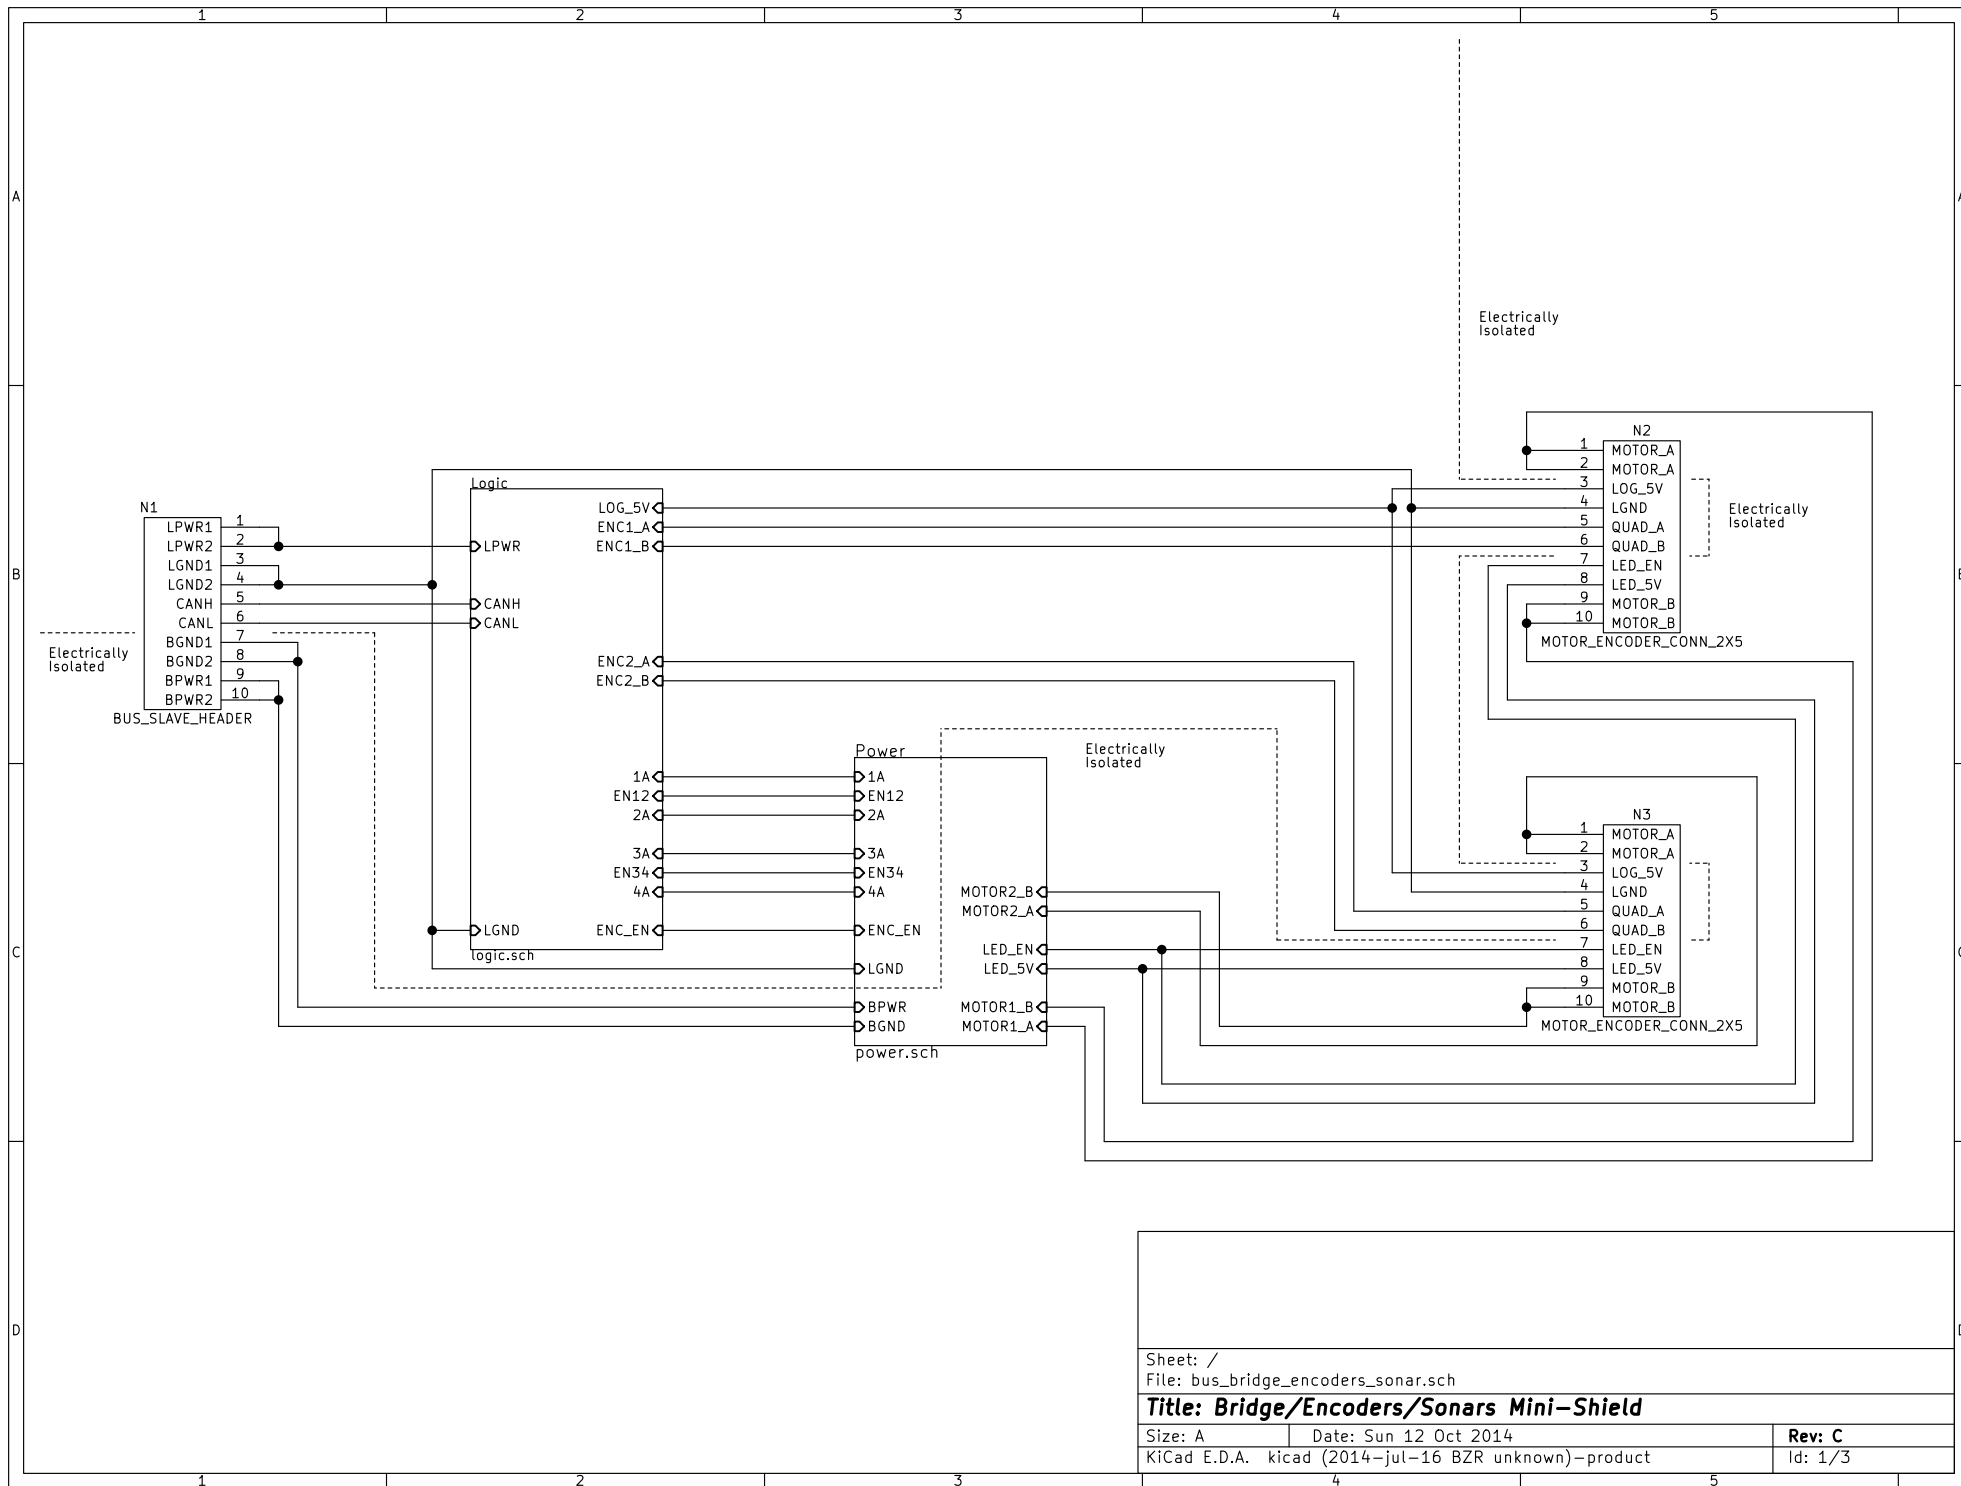 1 2 3 4 5
A
A
Electrically
Isolated
N2
1 MOTOR_A
2 MOTOR_A
3 LOG_5V
4 LGND
5 QUAD_A
6 QUAD_B
7 LED_EN
8 LED_5V
9 MOTOR_B
10 MOTOR_B
MOTOR_ENCODER_CONN_2X5
Electrically
Isolated
N1
LPWR1 1
LPWR2 2
LGND1 3
LGND2 4
CANH 5
CANL 6
BGND1 7
BGND2 8
BPWR1 9
BPWR2 10
BUS_SLAVE_HEADER
Electrically
Isolated
B
Logic
LPWR
CANH
CANL
LGND
LOG_5V
ENC1_A
ENC1_B
ENC2_A
ENC2_B
1A
EN12
2A
3A
EN34
4A
ENC_EN
logic.sch
Power
1A
EN12
2A
3A
EN34
4A
ENC_EN
LGND
BPWR
BGND
MOTOR2_B
MOTOR2_A
LED_EN
LED_5V
MOTOR1_B
MOTOR1_A
power.sch
Electrically
Isolated
N3
1 MOTOR_A
2 MOTOR_A
3 LOG_5V
4 LGND
5 QUAD_A
6 QUAD_B
7 LED_EN
8 LED_5V
9 MOTOR_B
10 MOTOR_B
MOTOR_ENCODER_CONN_2X5
C
D
Sheet: /
File: bus_bridge_encoders_sonar.sch
Title: Bridge/Encoders/Sonars Mini-Shield
Size: A Date: Sun 12 Oct 2014 Rev: C
KiCad E.D.A. kicad (2014-jul-16 BZR unknown)-product Id: 1/3
1 2 3 4 5